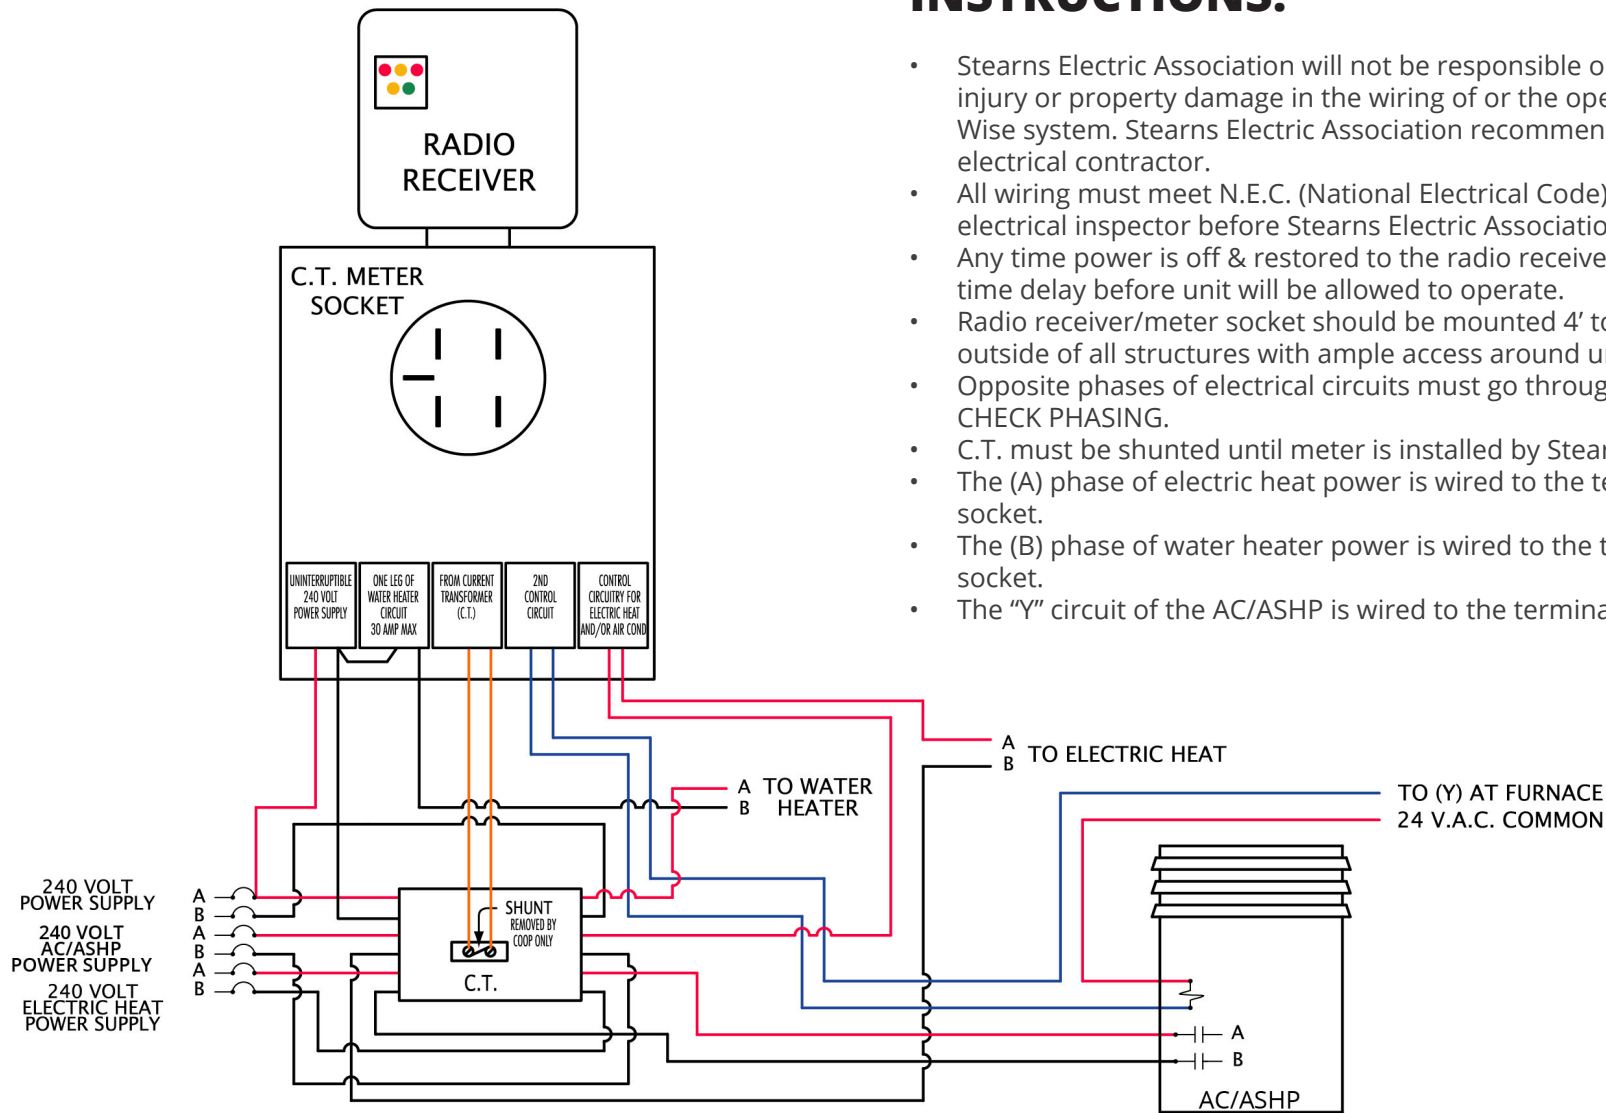 INSTRUCTIONS:
• Stearns Electric Association will not be responsible o
injury or property damage in the wiring of or the ope
Wise system. Stearns Electric Association recommen
electrical contractor.
• All wiring must meet N.E.C. (National Electrical Code)
electrical inspector before Stearns Electric Associatio
• Any time power is off & restored to the radio receive
time delay before unit will be allowed to operate.
• Radio receiver/meter socket should be mounted 4’ to
outside of all structures with ample access around u
• Opposite phases of electrical circuits must go throug
CHECK PHASING.
• C.T. must be shunted until meter is installed by Stear
• The (A) phase of electric heat power is wired to the te
socket.
• The (B) phase of water heater power is wired to the t
socket.
• The “Y” circuit of the AC/ASHP is wired to the termina
RADIO
RECEIVER
C.T. METER
SOCKET
UNINTERRUPTIBLE
240 VOLT
POWER SUPPLY
ONE LEG OF
WATER HEATER
CIRCUIT
30 AMP MAX
FROM CURRENT
TRANSFORMER
(C.T.)
2ND
CONTROL
CIRCUIT
CONTROL
CIRCUITRY FOR
ELECTRIC HEAT
AND/OR AIR COND
A
B
TO ELECTRIC HEAT
A
B
TO WATER
HEATER
TO (Y) AT FURNACE
24 V.A.C. COMMON
240 VOLT
POWER SUPPLY
A
B
240 VOLT
AC/ASHP
POWER SUPPLY
A
B
240 VOLT
ELECTRIC HEAT
POWER SUPPLY
A
B
SHUNT
REMOVED BY
COOP ONLY
C.T.
A
B
AC/ASHP